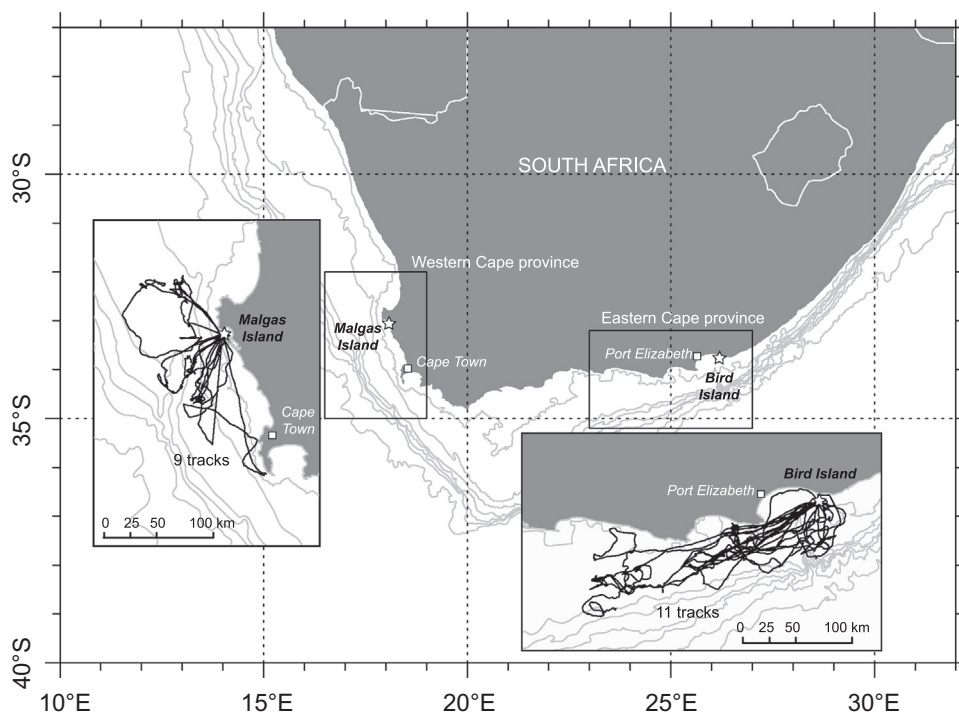 30°S
35°S
40°S
10°E
15°E
20°E
25°E
30°E
SOUTH AFRICA
Western Cape province
Malgas
Island
Cape Town
Eastern Cape province
Port Elizabeth
Bird
Island
Malgas
Island
Cape
Town
9 tracks
0 25 50 100 km
Bird Island
Port Elizabeth
11 tracks
0 25 50 100 km